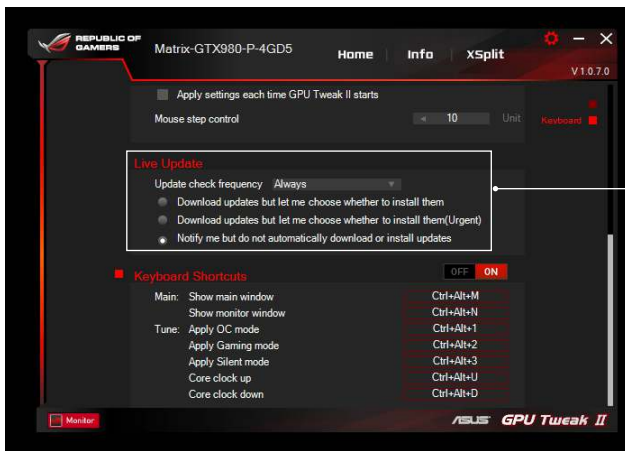 REPUBLIC OF
GAMERS
Matrix-GTX980-P-4GD5
Home
Info
XSplit
V 1.0.7.0
Apply settings each time GPU Tweak II starts
Mouse step control
10
Unit
Keyboard
Live Update
Update check frequency Always
Download updates but let me choose whether to install them
Download updates but let me choose whether to install them(Urgent)
Notify me but do not automatically download or install updates
Keyboard Shortcuts
OFF ON
Main: Show main window Ctrl+Alt+M
Show monitor window Ctrl+Alt+N
Tune: Apply OC mode Ctrl+Alt+1
Apply Gaming mode Ctrl+Alt+2
Apply Silent mode Ctrl+Alt+3
Core clock up Ctrl+Alt+U
Core clock down Ctrl+Alt+D
Monitor
ASUS GPU Tweak II